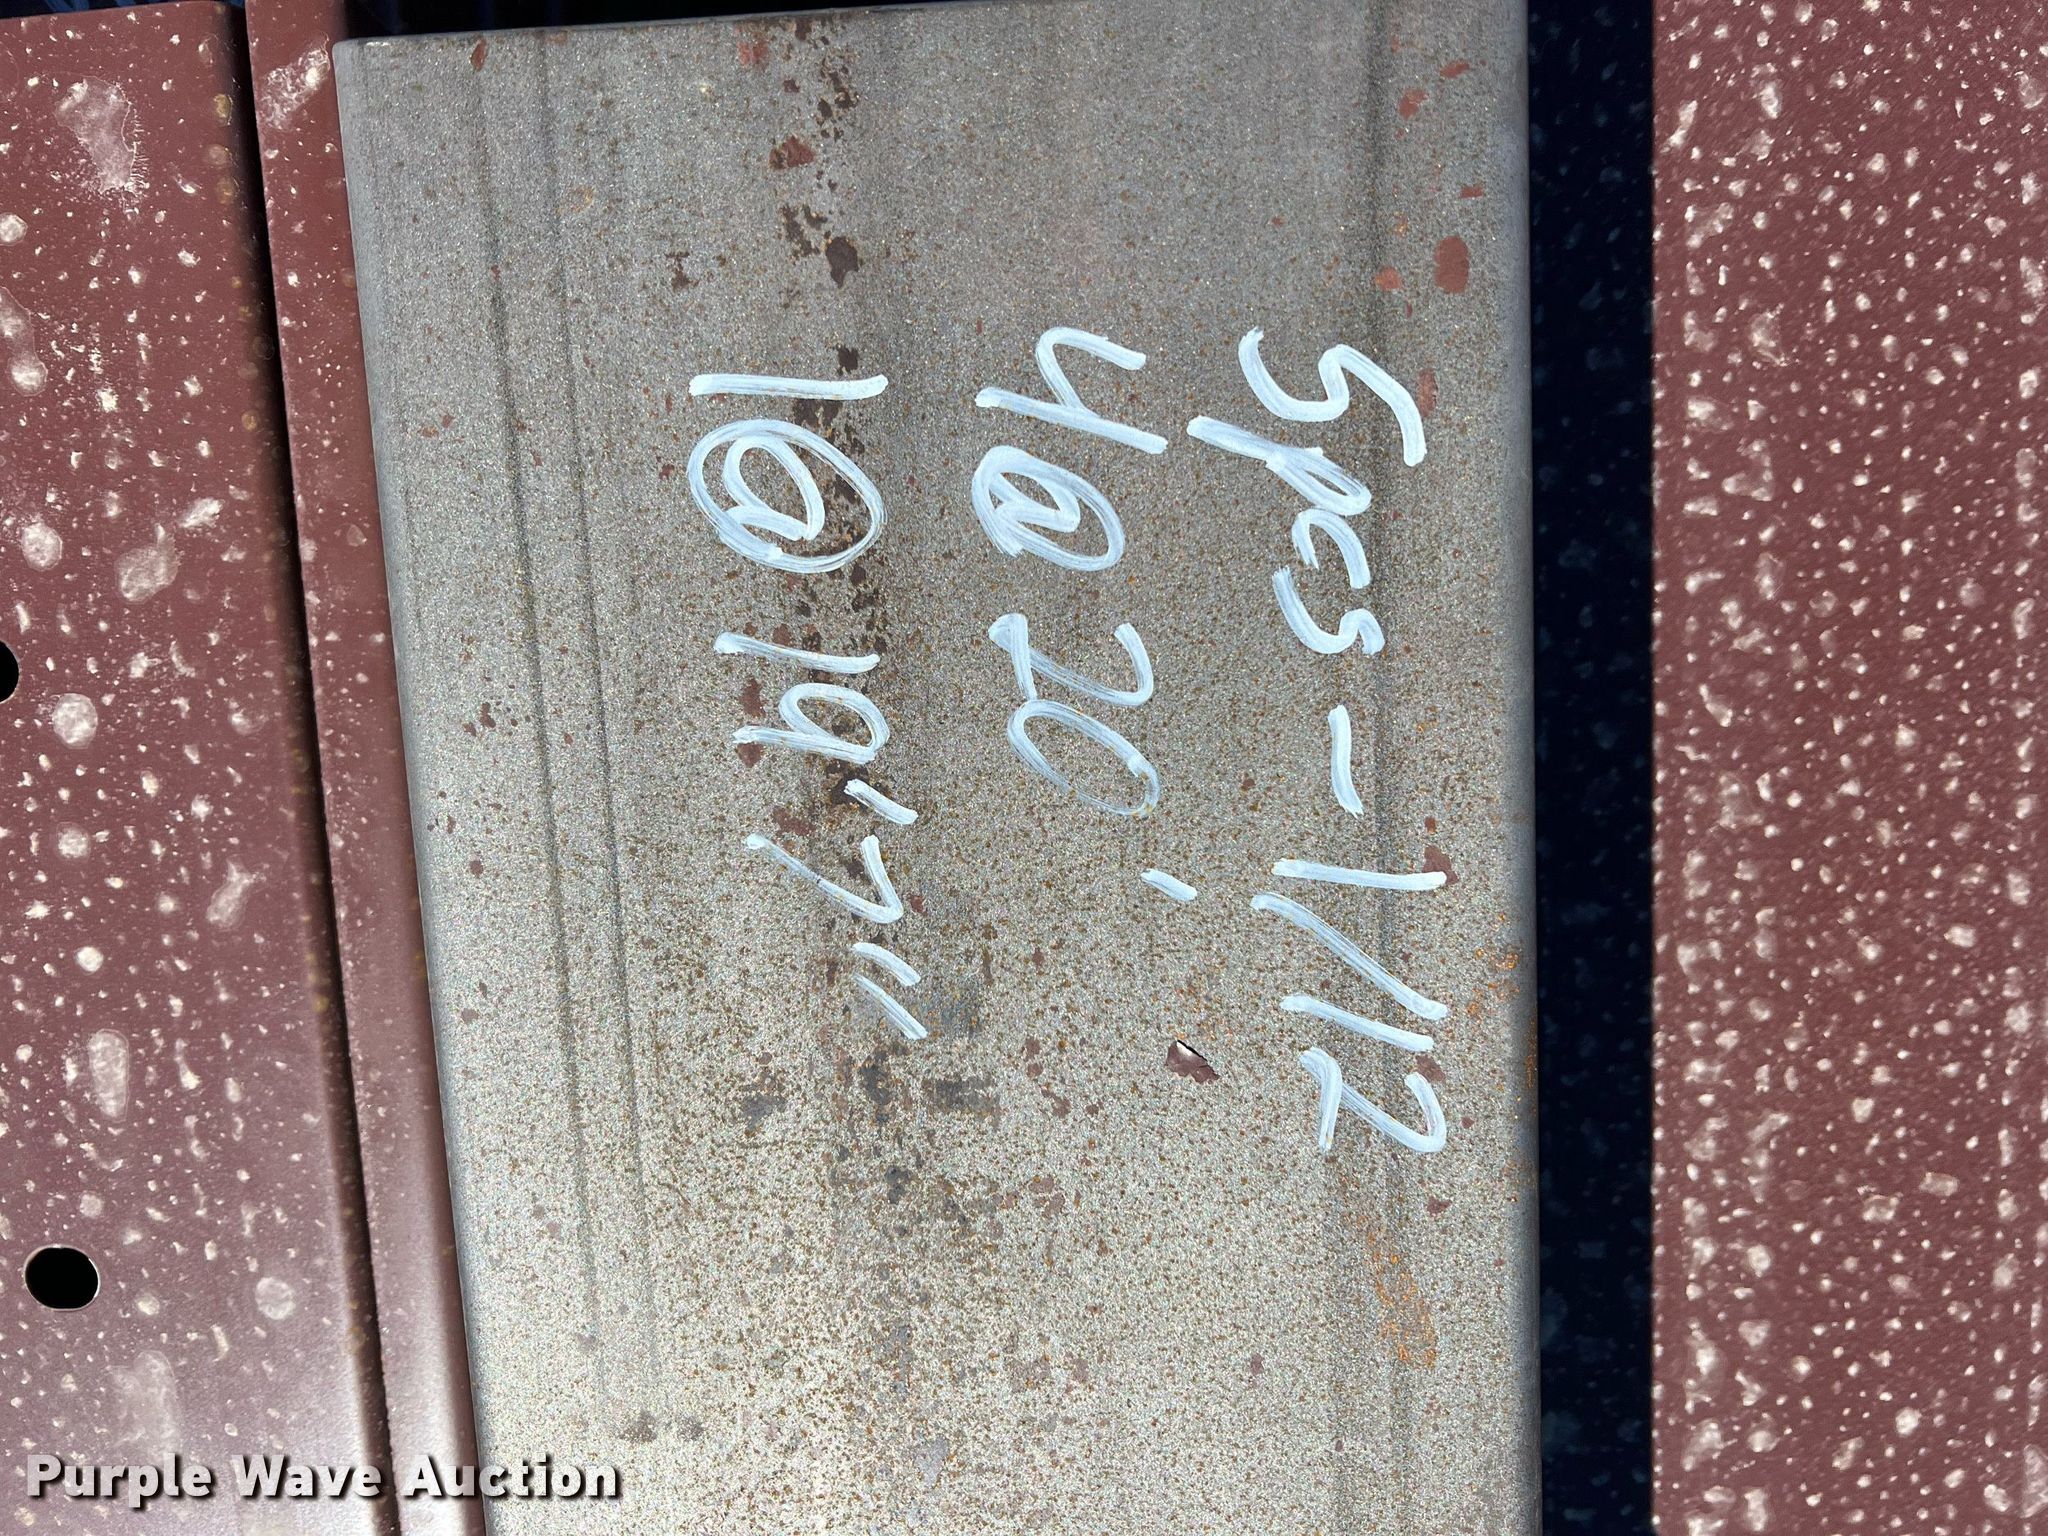 5pcs - 1/12
4@ 20'
1@ 19'7"
Purple Wave Auction